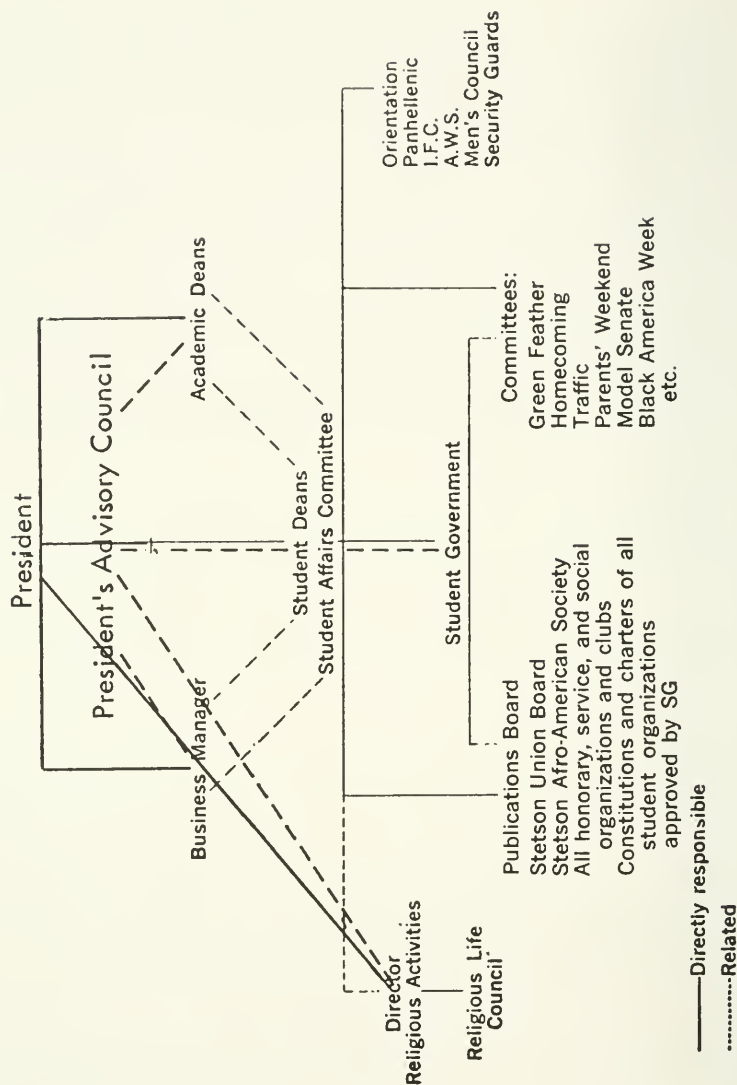 President
President's Advisory Council
Business Manager
Academic Deans
Student Deans
Student Affairs Committee
Director
Religious Activities
Religious Life
Council
Student Government
Publications Board
Stetson Union Board
Stetson Afro-American Society
All honorary, service, and social
organizations and clubs
Constitutions and charters of all
student organizations
approved by SG
Committees:
Green Feather
Homecoming
Traffic
Parents' Weekend
Model Senate
Black America Week
etc.
Orientation
Panhellenic
I.F.C.
A.W.S.
Men's Council
Security Guards
Directly responsible
Related